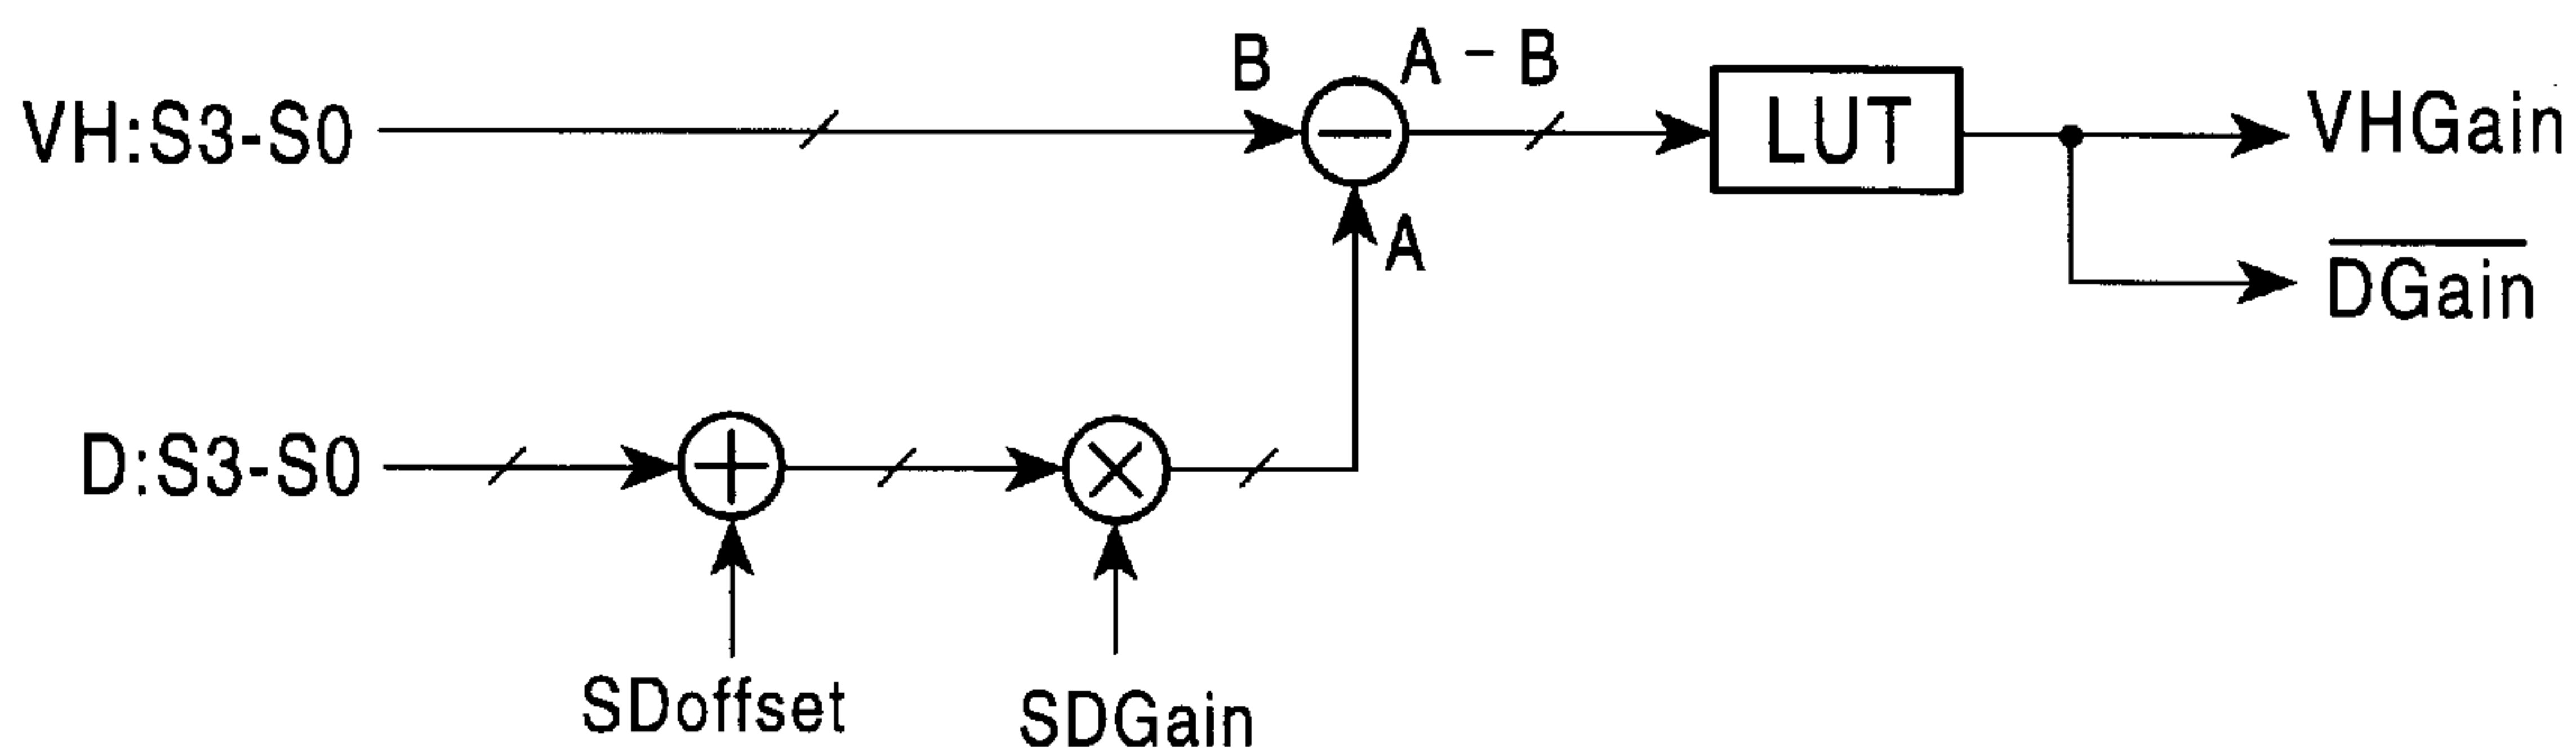 B
A - B
VH:S3-S0
LUT
VHGain
A
DGain
D:S3-S0
SDoffset
SDGain